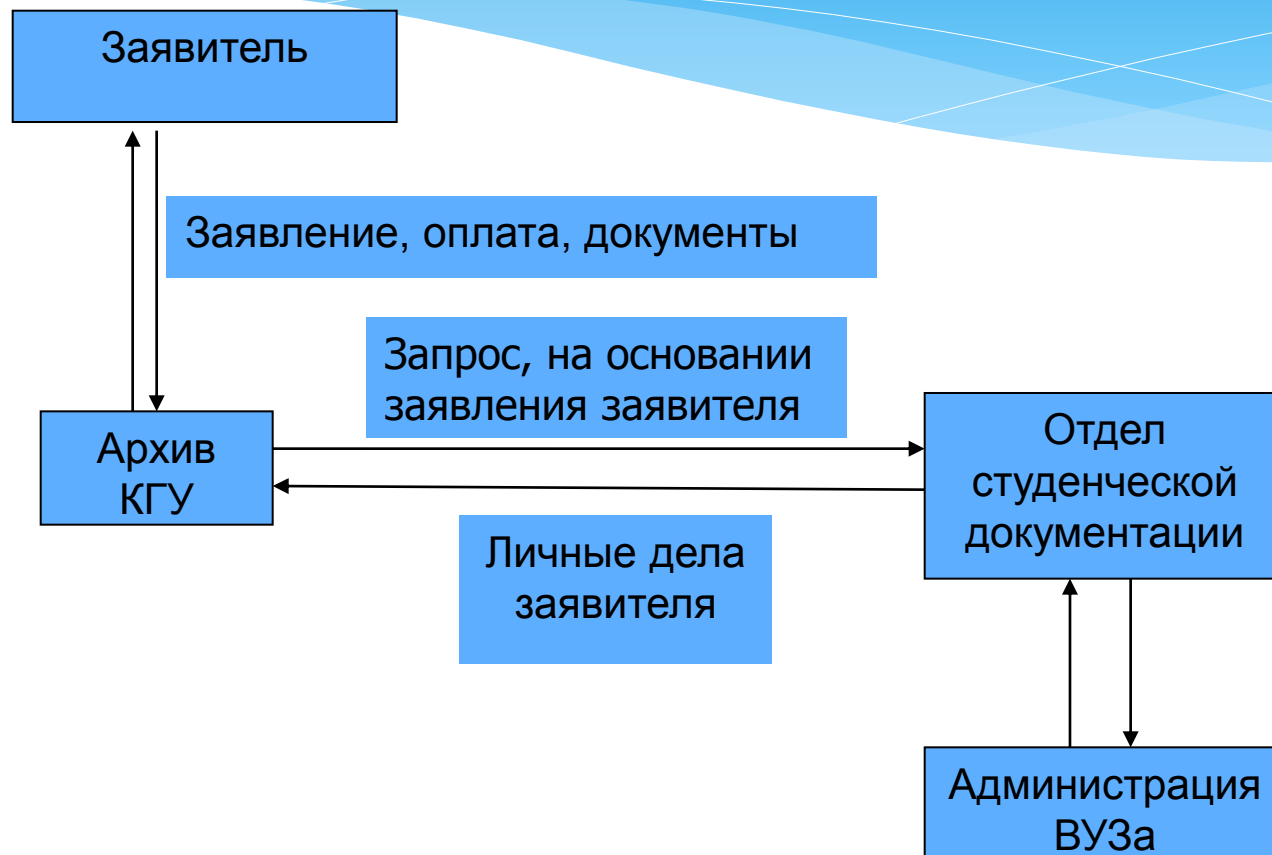 Заявитель
Заявление, оплата, документы
Запрос, на основании
заявления заявителя
Архив
КГУ
Отдел
студенческой
документации
Личные дела
заявителя
Администрация
ВУЗа